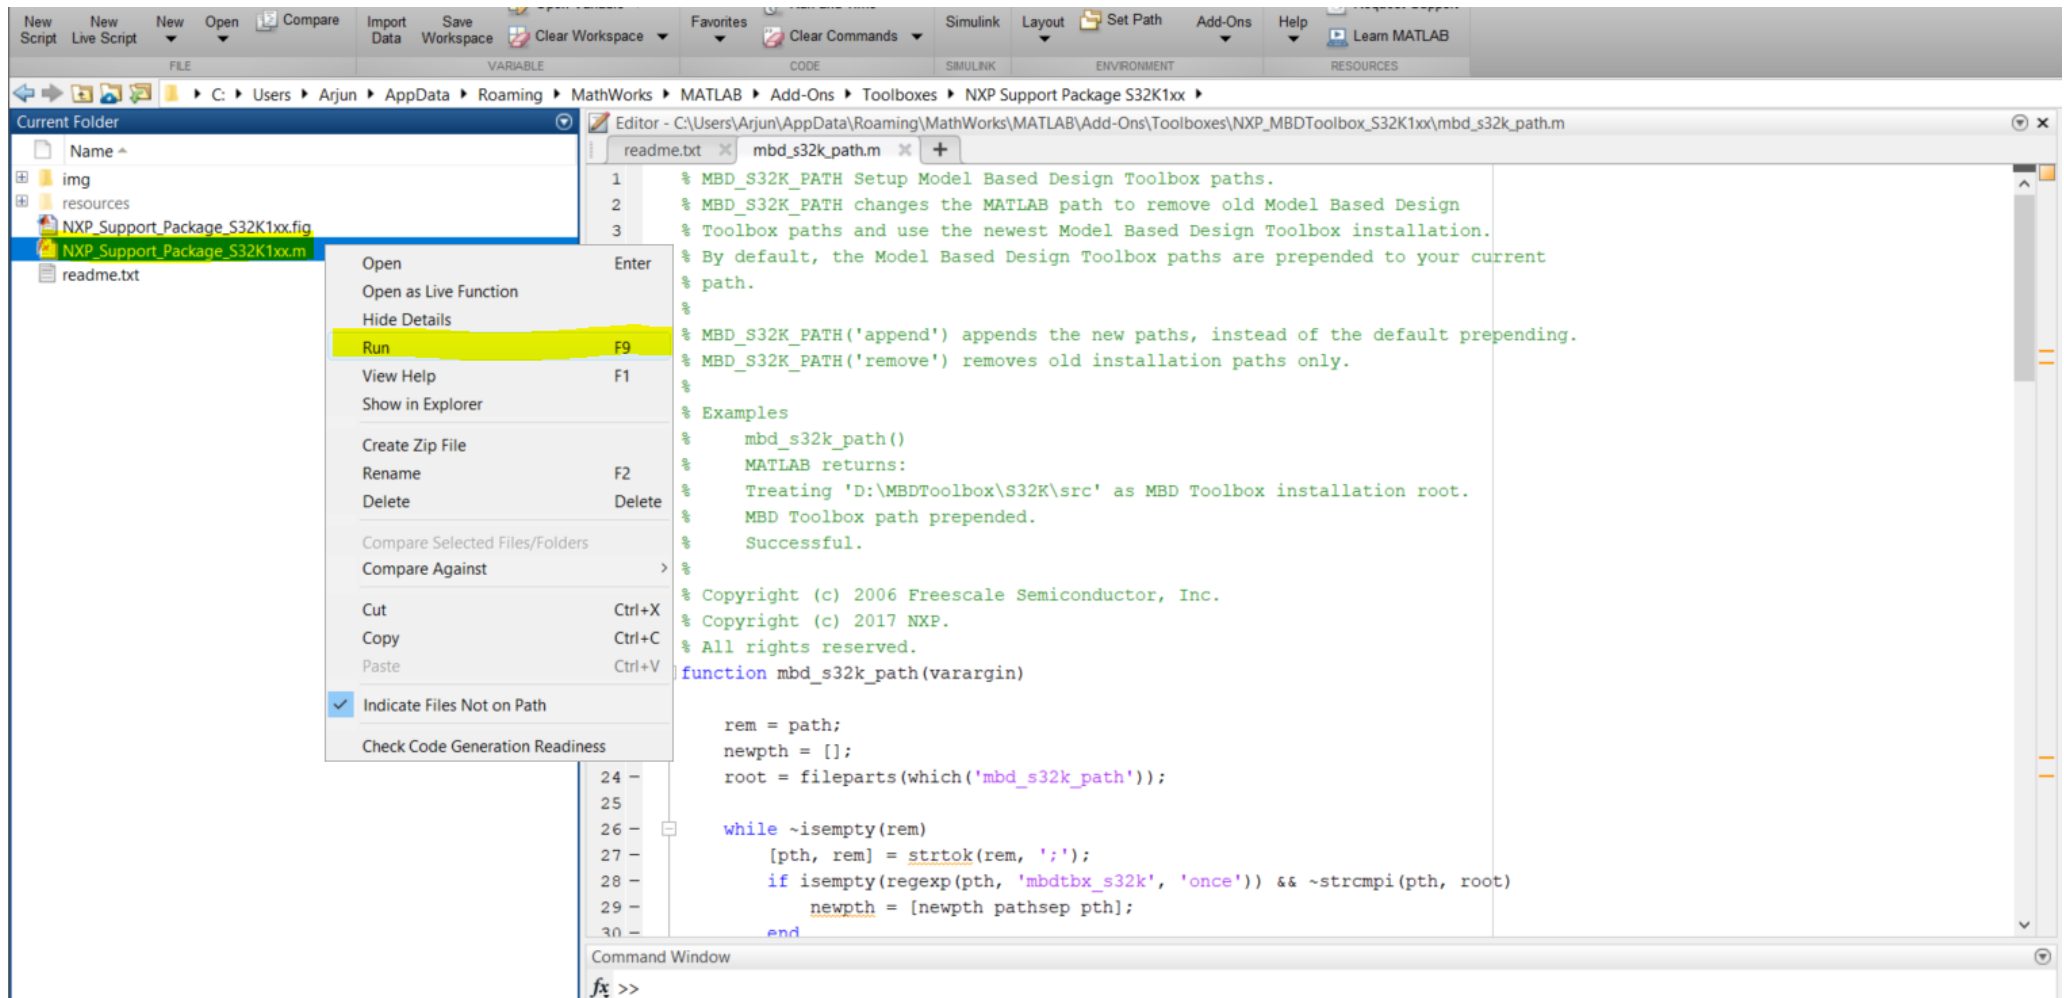 New New New Open Compare Import Save Clear Workspace Favorites Run and Time Clear Commands Simulink Layout Set Path Add-Ons Help Request Support
Script Live Script Data Workspace Learn MATLAB
FILE VARIABLE CODE SIMULINK ENVIRONMENT RESOURCES
C: Users Arjun AppData Roaming MathWorks MATLAB Add-Ons Toolboxes NXP Support Package S32K1xx
Current Folder
Name
img
resources
NXP_Support_Package_S32K1xx.fig
NXP_Support_Package_S32K1xx.m
readme.txt
Open Enter
Open as Live Function
Hide Details
Run F9
View Help F1
Show in Explorer
Create Zip File
Rename F2
Delete Delete
Compare Selected Files/Folders
Compare Against >
Cut Ctrl+X
Copy Ctrl+C
Paste Ctrl+V
Indicate Files Not on Path
Check Code Generation Readiness
Editor - C:\Users\Arjun\AppData\Roaming\MathWorks\MATLAB\Add-Ons\Toolboxes\NXP_MBDToolbox_S32K1xx\mbd_s32k_path.m
readme.txt mbd_s32k_path.m +
1 % MBD_S32K_PATH Setup Model Based Design Toolbox paths.
2 % MBD_S32K_PATH changes the MATLAB path to remove old Model Based Design
3 % Toolbox paths and use the newest Model Based Design Toolbox installation.
% By default, the Model Based Design Toolbox paths are prepended to your current
% path.
%
% MBD_S32K_PATH('append') appends the new paths, instead of the default prepending.
% MBD_S32K_PATH('remove') removes old installation paths only.
%
% Examples
% mbd_s32k_path()
% MATLAB returns:
% Treating 'D:\MBDToolbox\S32K\src' as MBD Toolbox installation root.
% MBD Toolbox path prepended.
% Successful.
%
% Copyright (c) 2006 Freescale Semiconductor, Inc.
% Copyright (c) 2017 NXP.
% All rights reserved.
function mbd_s32k_path(varargin)
rem = path;
newpth = [];
24 - root = fileparts(which('mbd_s32k_path'));
25
26 - while ~isempty(rem)
27 - [pth, rem] = strtok(rem, ';');
28 - if isempty(regexp(pth, 'mbdtbx_s32k', 'once')) && ~strcmpi(pth, root)
29 - newpth = [newpth pathsep pth];
30 - end
Command Window
fx >>